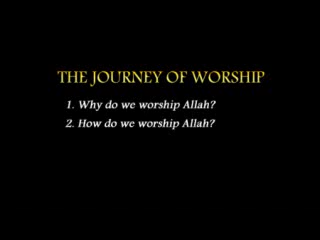 THE JOURNEY OF WORSHIP
1. Why do we worship Allah?
2. How do we worship Allah?